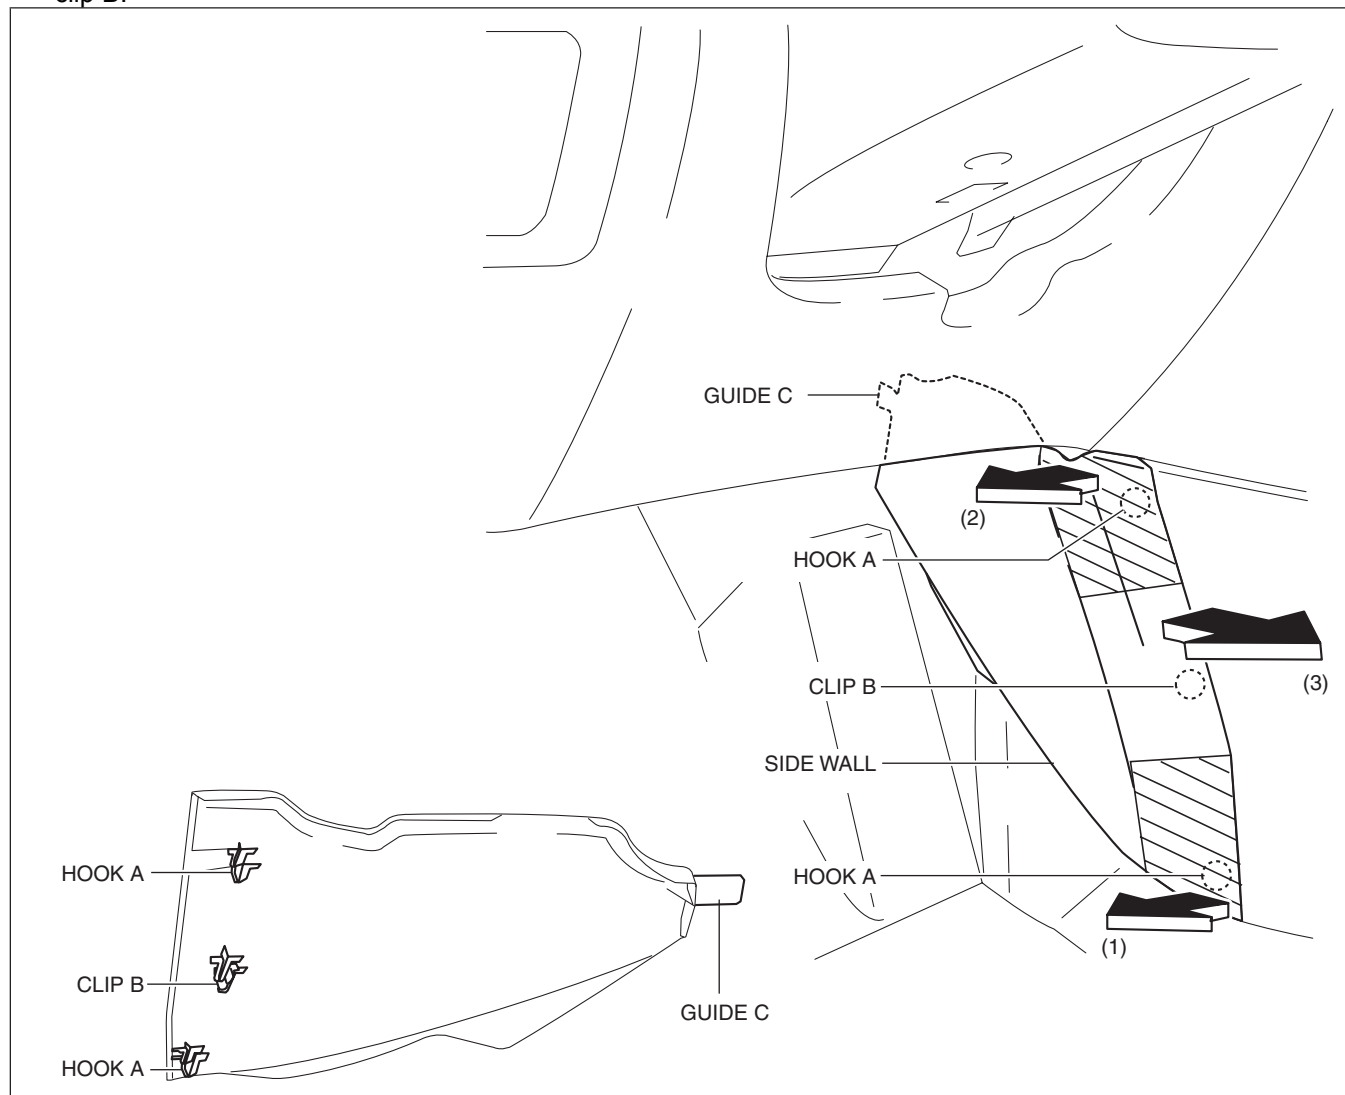 clip B.
GUIDE C
(2)
HOOK A
CLIP B
(3)
SIDE WALL
HOOK A
HOOK A
(1)
CLIP B
GUIDE C
HOOK A